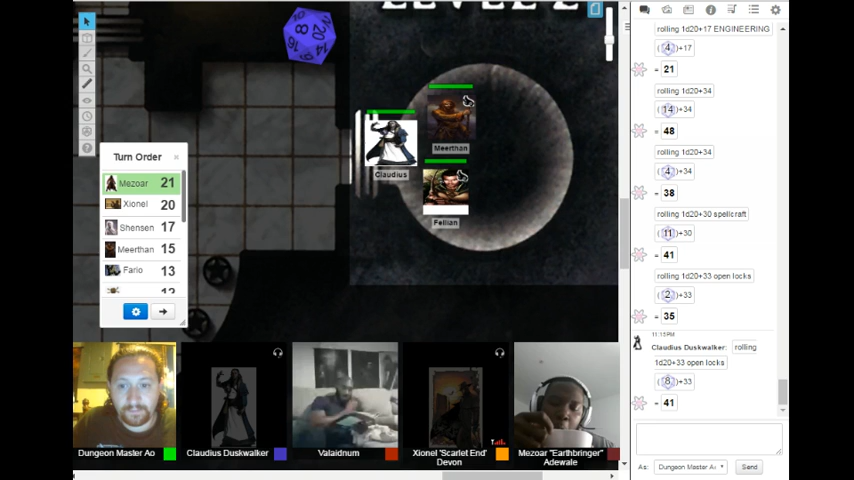 LEVEL 2
Turn Order ×
Mezoar 21
Xionel 20
Shensen 17
Meerthan 15
Fario 13
12
Meerthan
Claudius
Fellian
20
8
14
Dungeon Master Ao
Claudius Duskwalker
Valaidnum
Xionel 'Scarlet End'
Devon
Mezoar "Earthbringer"
Adewale
rolling 1d20+17 ENGINEERING
(4)+17
= 21
rolling 1d20+34
(14)+34
= 48
rolling 1d20+34
(4)+34
= 38
rolling 1d20+30 spellcraft
(11)+30
= 41
rolling 1d20+33 open locks
(2)+33
= 35
11:15PM
Claudius Duskwalker: rolling
1d20+33 open locks
(8)+33
= 41
As: Dungeon Master A Send